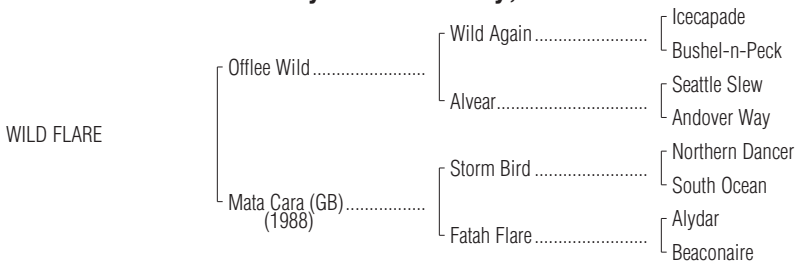 Icecapade
Wild Again
Bushel-n-Peck
Offlee Wild
Seattle Slew
Alvear
Andover Way
WILD FLARE
Northern Dancer
Storm Bird
South Ocean
Mata Cara (GB)
(1988)
Alydar
Fatah Flare
Beaconaire